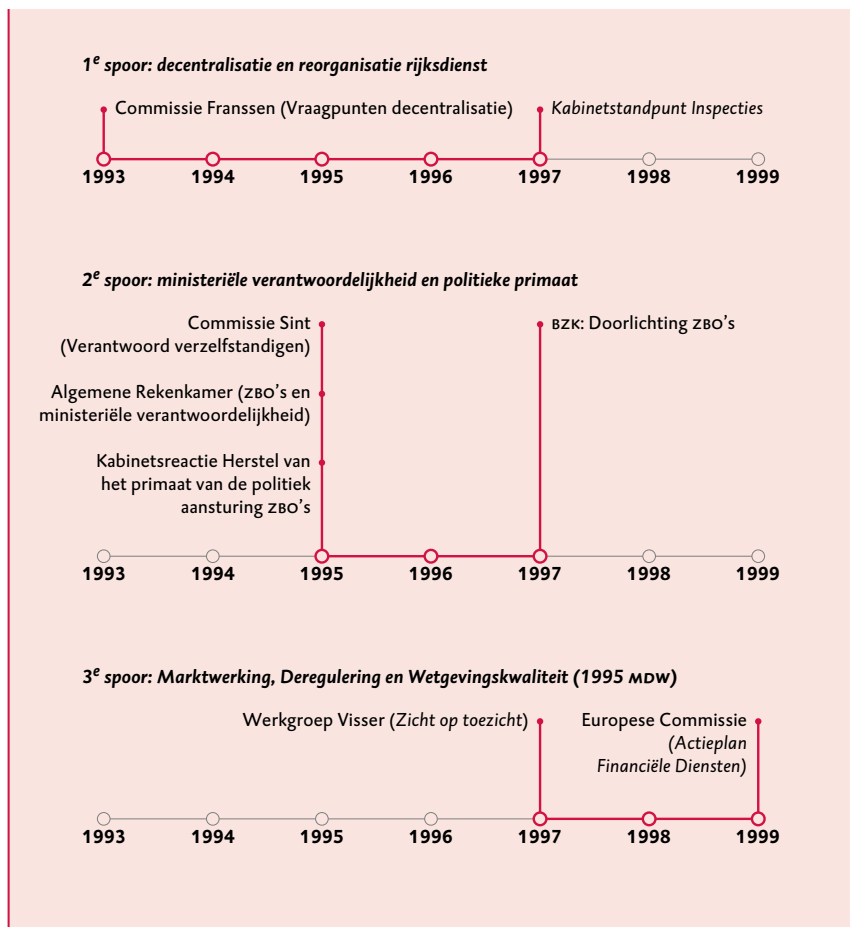 1e spoor: decentralisatie en reorganisatie rijksdienst
Commissie Franssen (Vraagpunten decentralisatie)
Kabinetstandpunt Inspecties
1993 1994 1995 1996 1997 1998 1999
2e spoor: ministeriële verantwoordelijkheid en politieke primaat
Commissie Sint
(Verantwoord verzelfstandigen)
BZK: Doorlichting ZBO's
Algemene Rekenkamer (ZBO's en
ministeriële verantwoordelijkheid)
Kabinetsreactie Herstel van
het primaat van de politiek
aansturing ZBO's
1993 1994 1995 1996 1997 1998 1999
3e spoor: Marktwerking, Deregulering en Wetgevingskwaliteit (1995 MDW)
Werkgroep Visser (Zicht op toezicht)
Europese Commissie
(Actieplan
Financiële Diensten)
1993 1994 1995 1996 1997 1998 1999